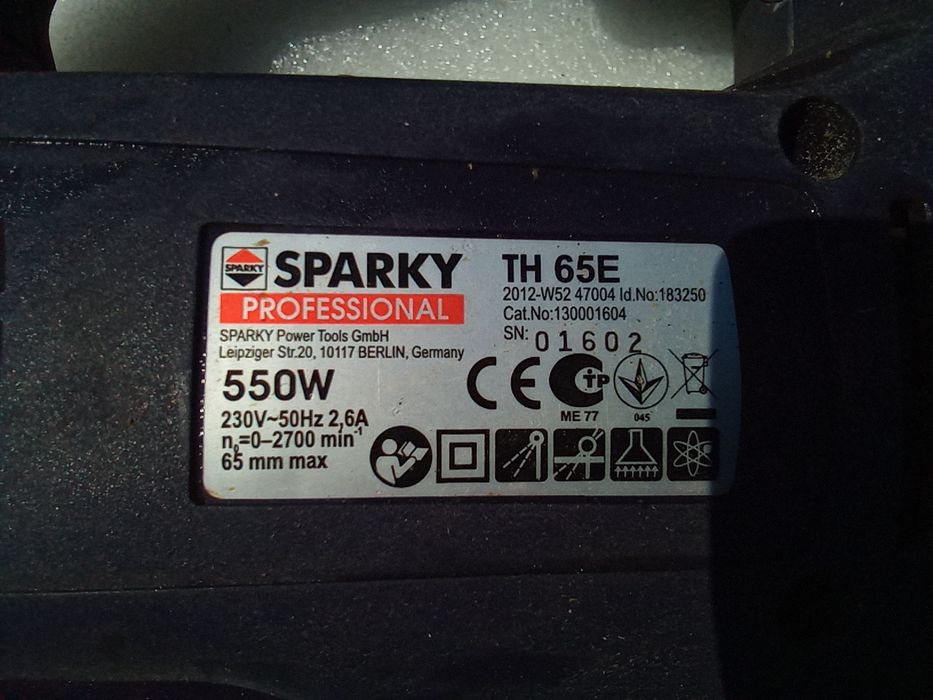 SPARKY
SPARKY
PROFESSIONAL
SPARKY Power Tools GmbH
Leipziger Str.20, 10117 BERLIN, Germany
550W
230V~50Hz 2,6A
n₀=0–2700 min⁻¹
65 mm max
TH 65E
2012-W52 47004 Id.No:183250
Cat.No:130001604
SN: 01602
CE
ME 77
045